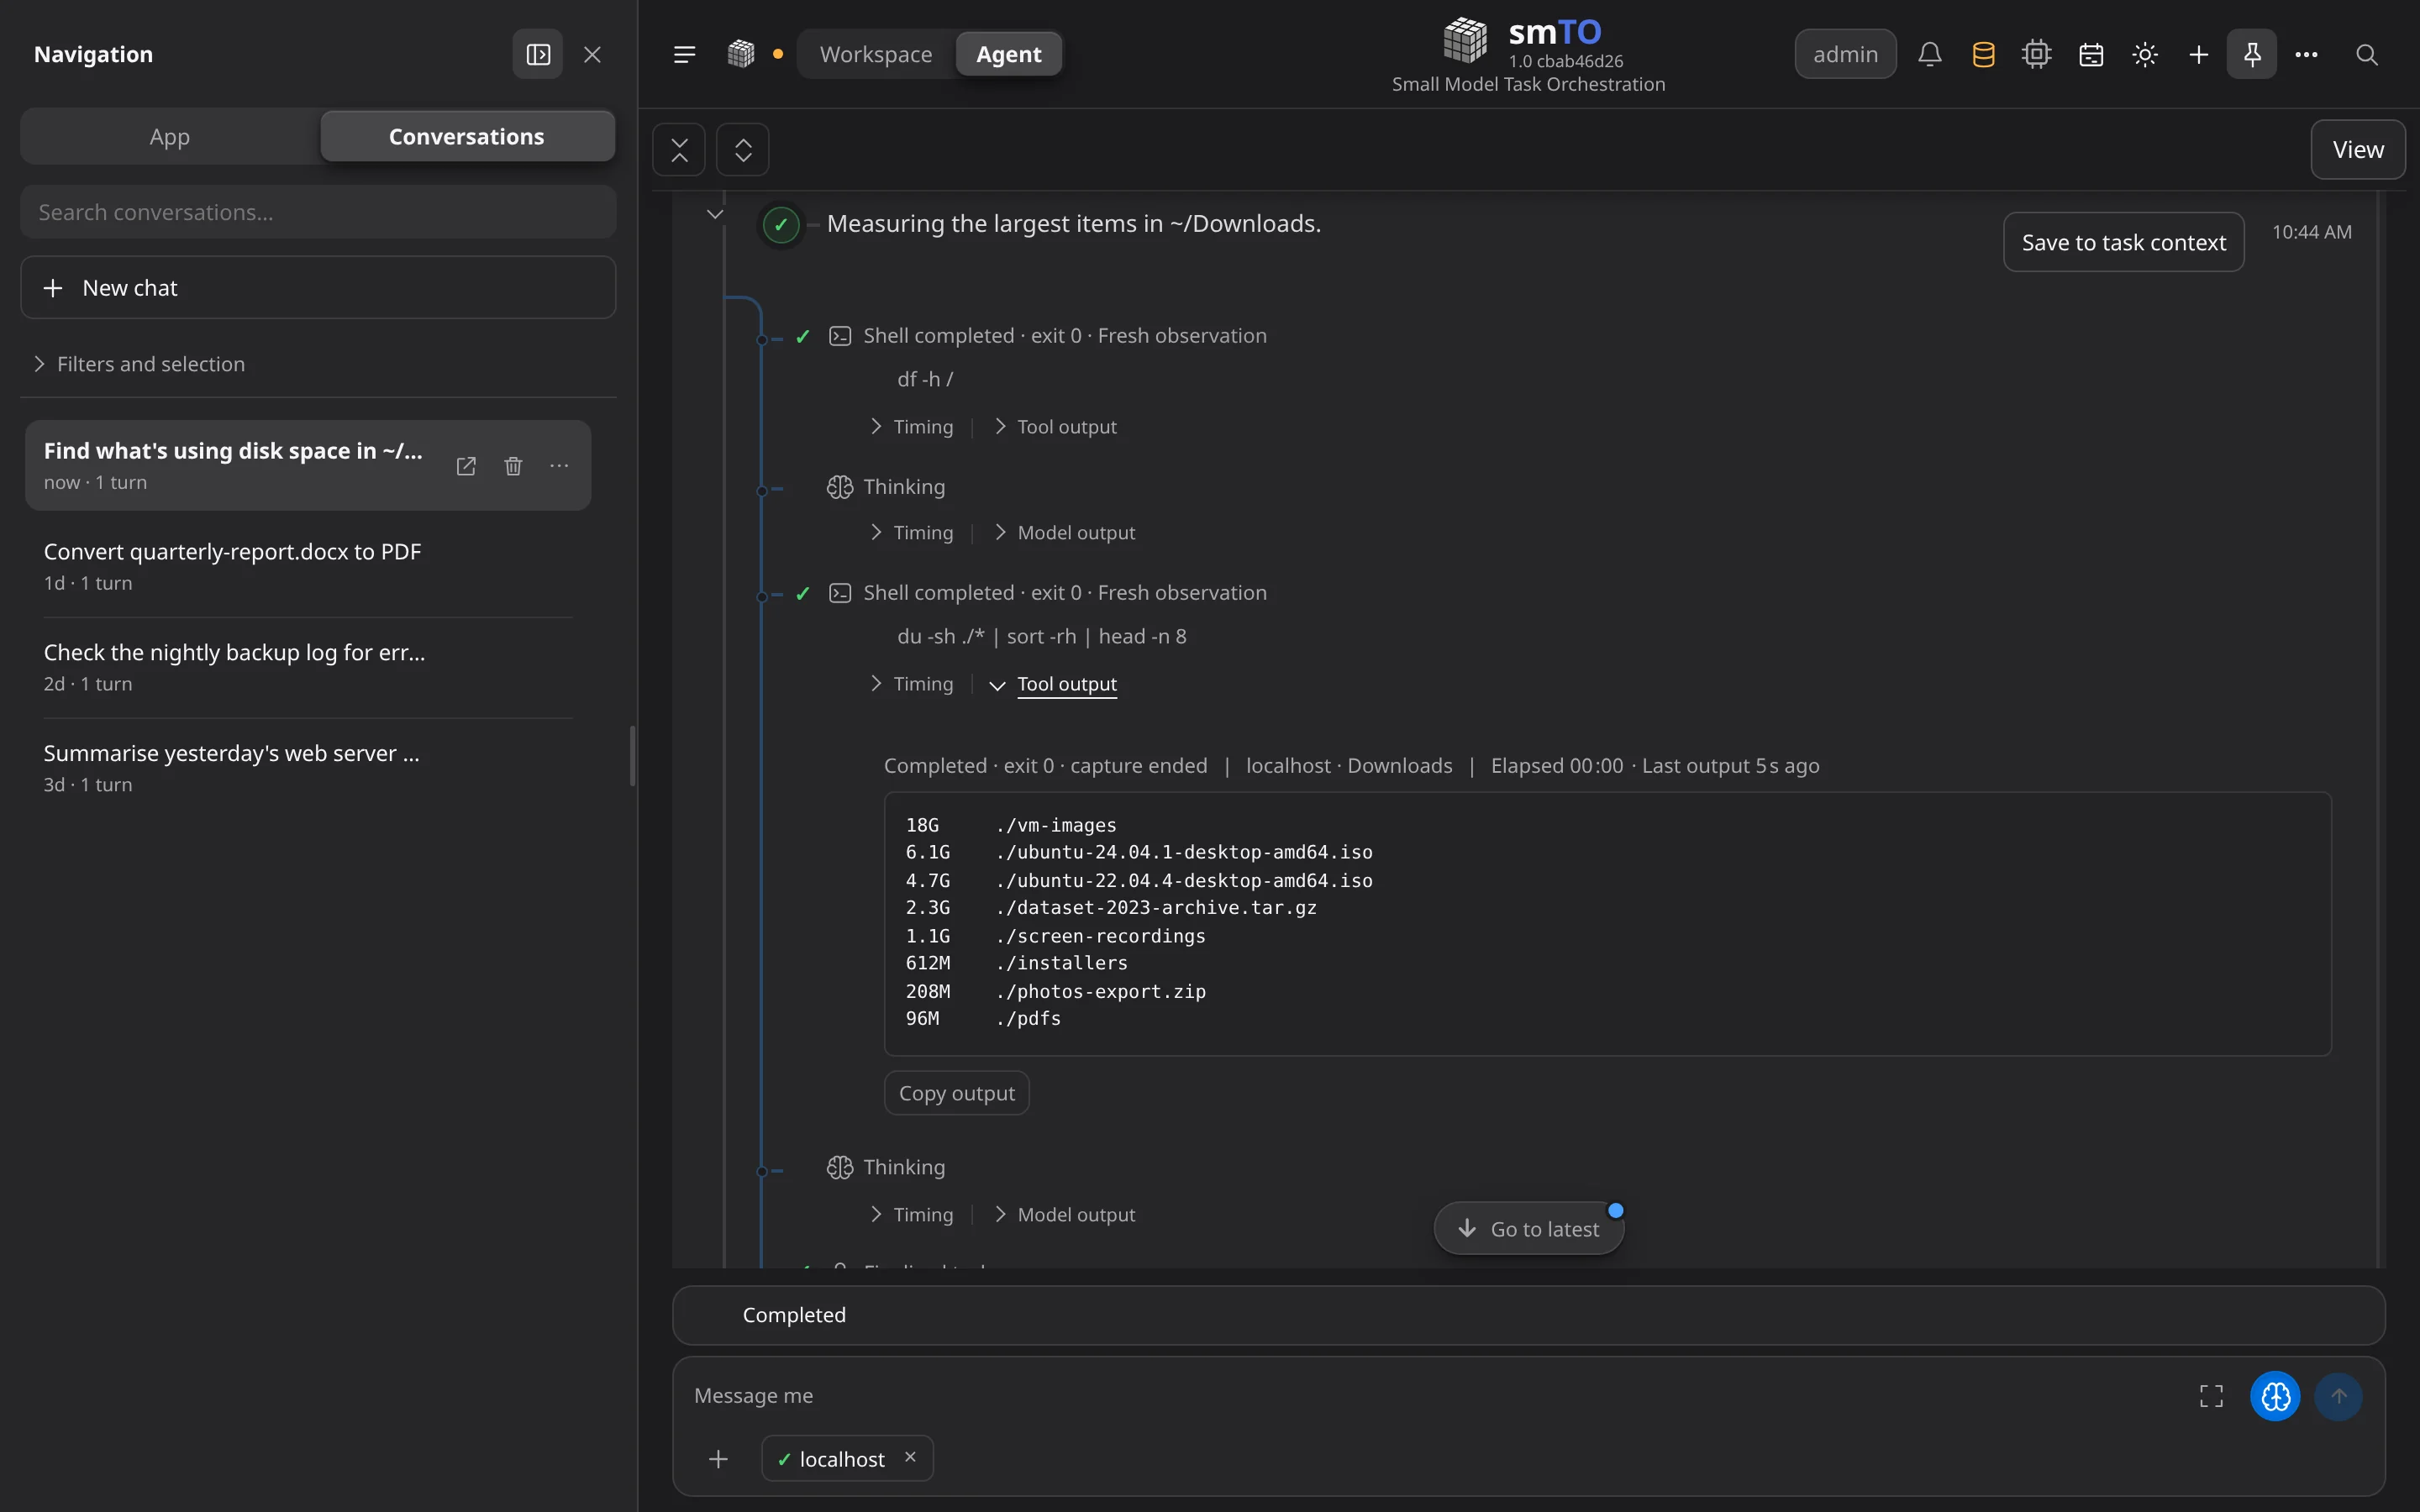 Navigation
App
Conversations
Search conversations...
New chat
Filters and selection
Find what's using disk space in ~/...
now · 1 turn
Convert quarterly-report.docx to PDF
1d · 1 turn
Check the nightly backup log for err...
2d · 1 turn
Summarise yesterday's web server ...
3d · 1 turn
Workspace
Agent
smTO
1.0 cbab46d26
Small Model Task Orchestration
admin
View
Measuring the largest items in ~/Downloads.
Save to task context
10:44 AM
Shell completed · exit 0 · Fresh observation
df -h /
Timing | Tool output
Thinking
Timing | Model output
Shell completed · exit 0 · Fresh observation
du -sh ./* | sort -rh | head -n 8
Timing | Tool output
Completed · exit 0 · capture ended | localhost · Downloads | Elapsed 00:00 · Last output 5s ago
18G ./vm-images
6.1G ./ubuntu-24.04.1-desktop-amd64.iso
4.7G ./ubuntu-22.04.4-desktop-amd64.iso
2.3G ./dataset-2023-archive.tar.gz
1.1G ./screen-recordings
612M ./installers
208M ./photos-export.zip
96M ./pdfs
Copy output
Thinking
Timing | Model output
Go to latest
Completed
Message me
localhost